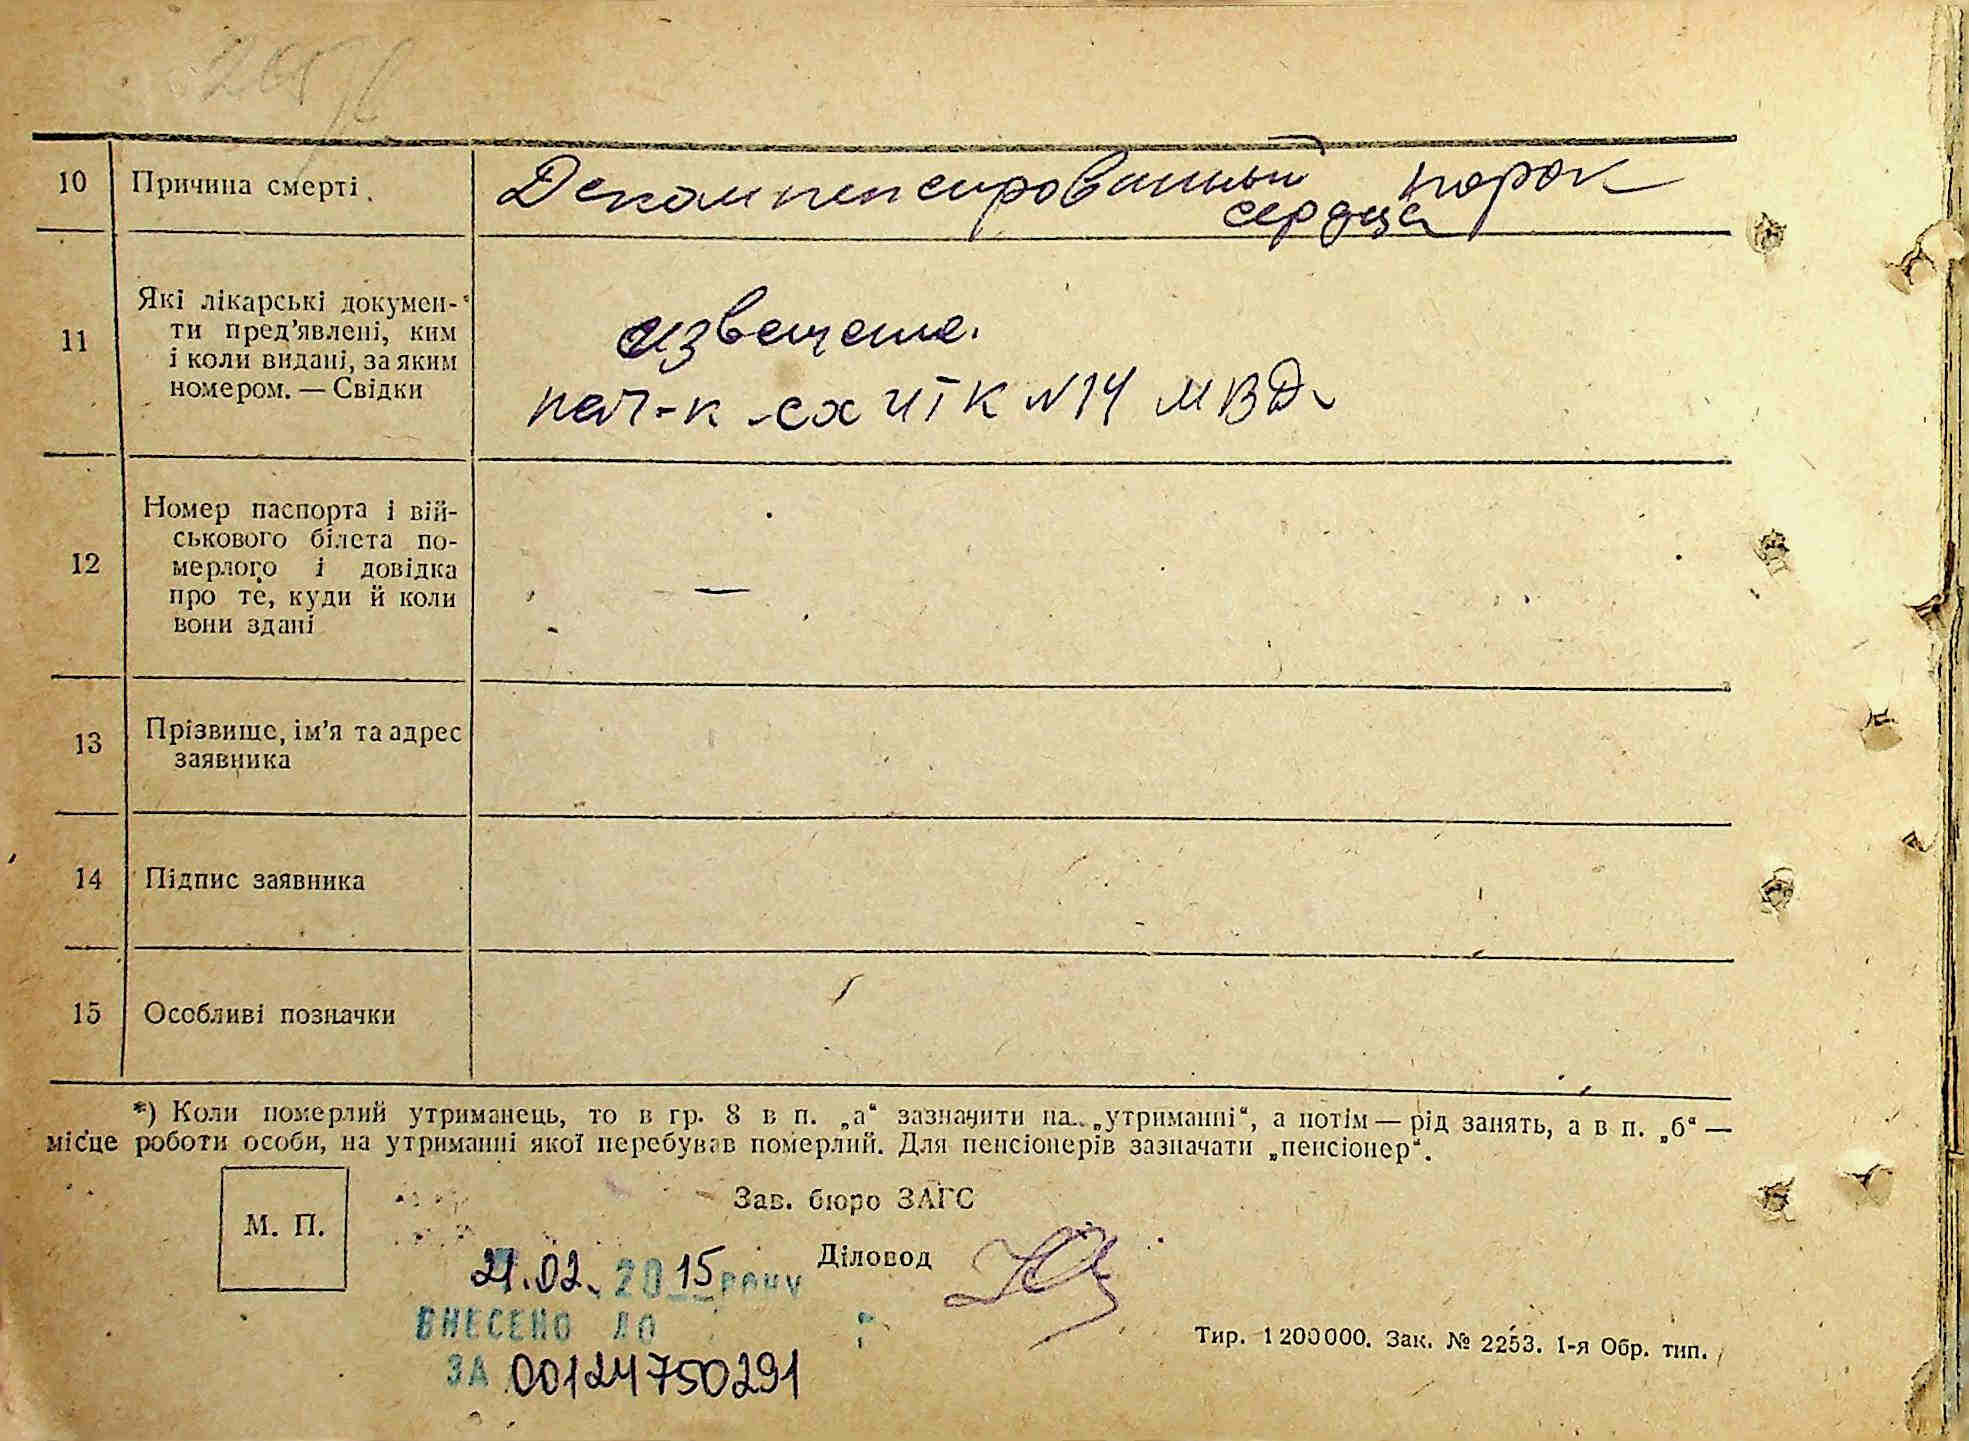 10 Причина смерті. Декомпенсированный порок
сердца
11 Які лікарські докумен-
ти пред’явлені, ким
і коли видані, за яким
номером. — Свідки
извещение.
нач-к сх ИТК N14 МВД
12 Номер паспорта і вій-
ськового білета по-
мерлого і довідка
про те, куди й коли
вони здані
—
13 Прізвище, ім’я та адрес
заявника
14 Підпис заявника
15 Особливі позначки
*) Коли померлий утриманець, то в гр. 8 в п. „а“ зазначити на „утриманні“, а потім — рід занять, а в п. „б“ —
місце роботи особи, на утриманні якої перебував померлий. Для пенсіонерів зазначати „пенсіонер“.
М. П.
Зав. бюро ЗАГС
Діловод
21.02. 2015 року
ВНЕСЕНО ДО
ЗА 00124750291
Тир. 1200000. Зак. № 2253. 1-я Обр. тип.